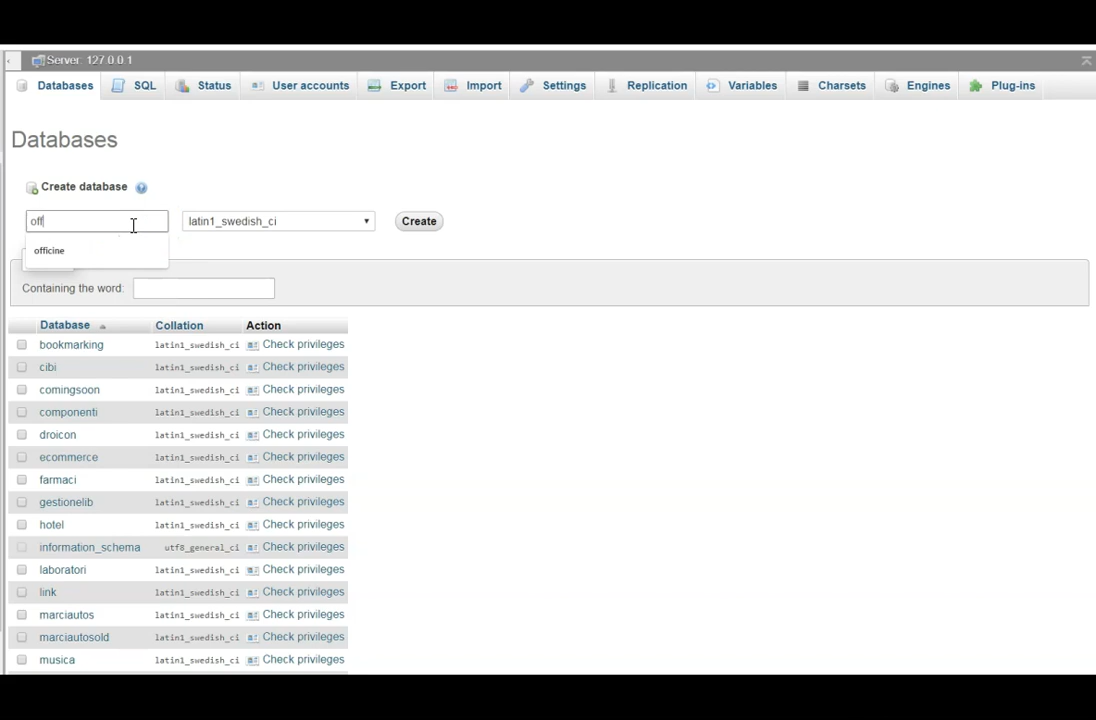 Server: 127.0.0.1
Databases SQL Status User accounts Export Import Settings Replication Variables Charsets Engines Plug-ins
Databases
Create database
off latin1_swedish_ci Create
officine
Containing the word:
Database Collation Action
bookmarking latin1_swedish_ci Check privileges
cibi latin1_swedish_ci Check privileges
comingsoon latin1_swedish_ci Check privileges
componenti latin1_swedish_ci Check privileges
droicon latin1_swedish_ci Check privileges
ecommerce latin1_swedish_ci Check privileges
farmaci latin1_swedish_ci Check privileges
gestionelib latin1_swedish_ci Check privileges
hotel latin1_swedish_ci Check privileges
information_schema utf8_general_ci Check privileges
laboratori latin1_swedish_ci Check privileges
link latin1_swedish_ci Check privileges
marciautos latin1_swedish_ci Check privileges
marciautosold latin1_swedish_ci Check privileges
musica latin1_swedish_ci Check privileges